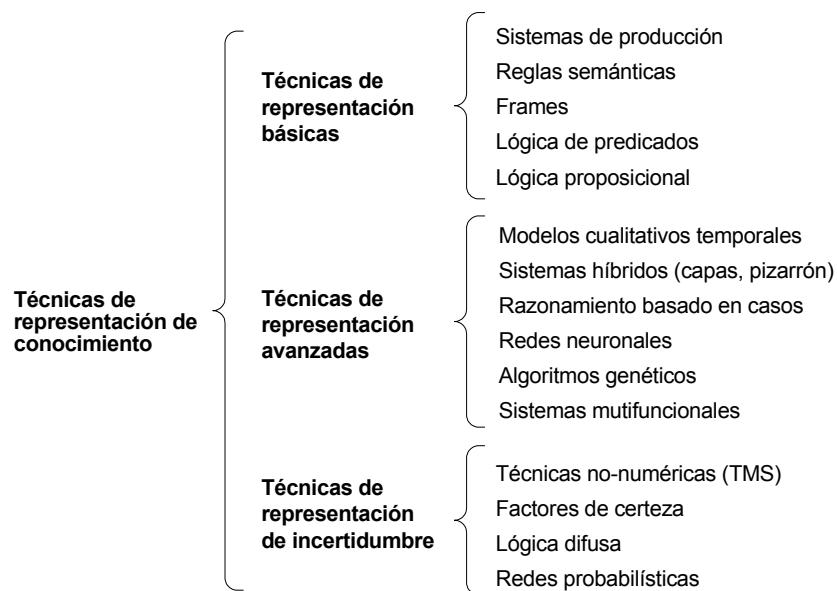 Técnicas de
representación de
conocimiento
Técnicas de
representación
básicas
Sistemas de producción
Reglas semánticas
Frames
Lógica de predicados
Lógica proposicional
Técnicas de
representación
avanzadas
Modelos cualitativos temporales
Sistemas híbridos (capas, pizarrón)
Razonamiento basado en casos
Redes neuronales
Algoritmos genéticos
Sistemas mutifuncionales
Técnicas de
representación
de incertidumbre
Técnicas no-numéricas (TMS)
Factores de certeza
Lógica difusa
Redes probabilísticas